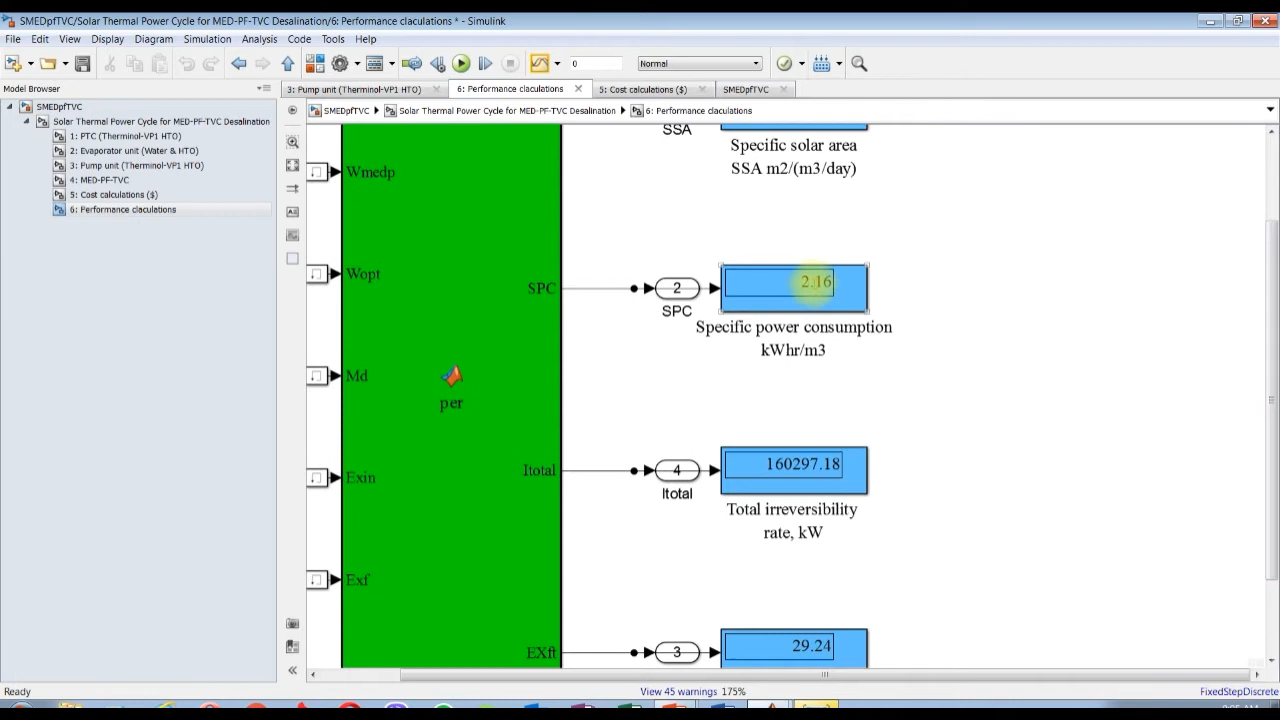 SMEDpfTVC/Solar Thermal Power Cycle for MED-PF-TVC Desalination/6: Performance claculations * - Simulink
File Edit View Display Diagram Simulation Analysis Code Tools Help
0 Normal
Model Browser
3: Pump unit (Therminol-VP1 HTO) 6: Performance claculations 5: Cost calculations ($) SMEDpfTVC
SMEDpfTVC Solar Thermal Power Cycle for MED-PF-TVC Desalination 6: Performance claculations
SMEDpfTVC
Solar Thermal Power Cycle for MED-PF-TVC Desalination
1: PTC (Therminol-VP1 HTO)
2: Evaporator unit (Water & HTO)
3: Pump unit (Therminol-VP1 HTO)
4: MED-PF-TVC
5: Cost calculations ($)
6: Performance claculations
SSA
Specific solar area
SSA m2/(m3/day)
Wmedp
Wopt
SPC
2
2.16
SPC
Specific power consumption
kWhr/m3
Md
per
Exin
Itotal
4
160297.18
Itotal
Total irreversibility
rate, kW
Exf
EXft
3
29.24
Ready
View 45 warnings 175%
FixedStepDiscrete